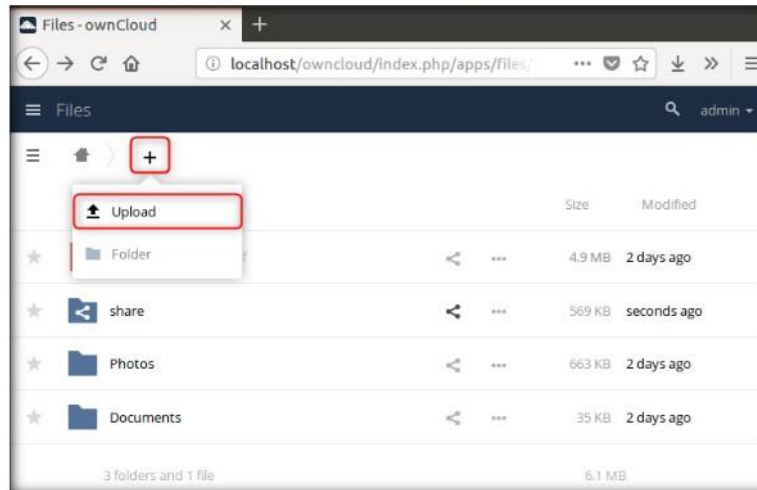 Files - ownCloud
localhost/owncloud/index.php/apps/files/
Files admin
+
Upload
Size Modified
Folder
4.9 MB 2 days ago
share 569 KB seconds ago
Photos 663 KB 2 days ago
Documents 35 KB 2 days ago
3 folders and 1 file 6.1 MB